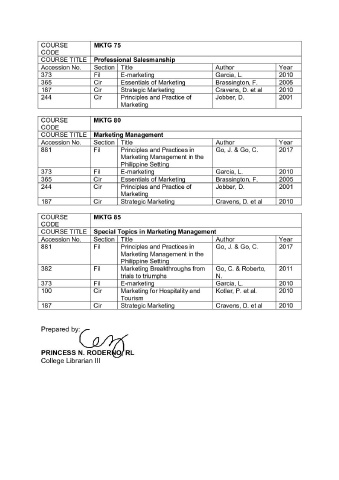 COURSE CODE MKTG 75
COURSE TITLE Professional Salesmanship
Accession No. Section Title Author Year
373 Fil E-marketing Garcia, L. 2010
365 Cir Essentials of Marketing Brassington, F. 2005
187 Cir Strategic Marketing Cravens, D. et al 2010
244 Cir Principles and Practice of Marketing Jobber, D. 2001
COURSE CODE MKTG 80
COURSE TITLE Marketing Management
Accession No. Section Title Author Year
881 Fil Principles and Practices in Marketing Management in the Philippine Setting Go, J. & Go, C. 2017
373 Fil E-marketing Garcia, L. 2010
365 Cir Essentials of Marketing Brassington, F. 2005
244 Cir Principles and Practice of Marketing Jobber, D. 2001
187 Cir Strategic Marketing Cravens, D. et al 2010
COURSE CODE MKTG 85
COURSE TITLE Special Topics in Marketing Management
Accession No. Section Title Author Year
881 Fil Principles and Practices in Marketing Management in the Philippine Setting Go, J. & Go, C. 2017
382 Fil Marketing Breakthroughs from trials to triumphs Go, C. & Roberto, N. 2011
373 Fil E-marketing Garcia, L. 2010
100 Cir Marketing for Hospitality and Tourism Kotler, P. et al. 2010
187 Cir Strategic Marketing Cravens, D. et al 2010
Prepared by:
PRINCESS N. RODERNO, RL
College Librarian III